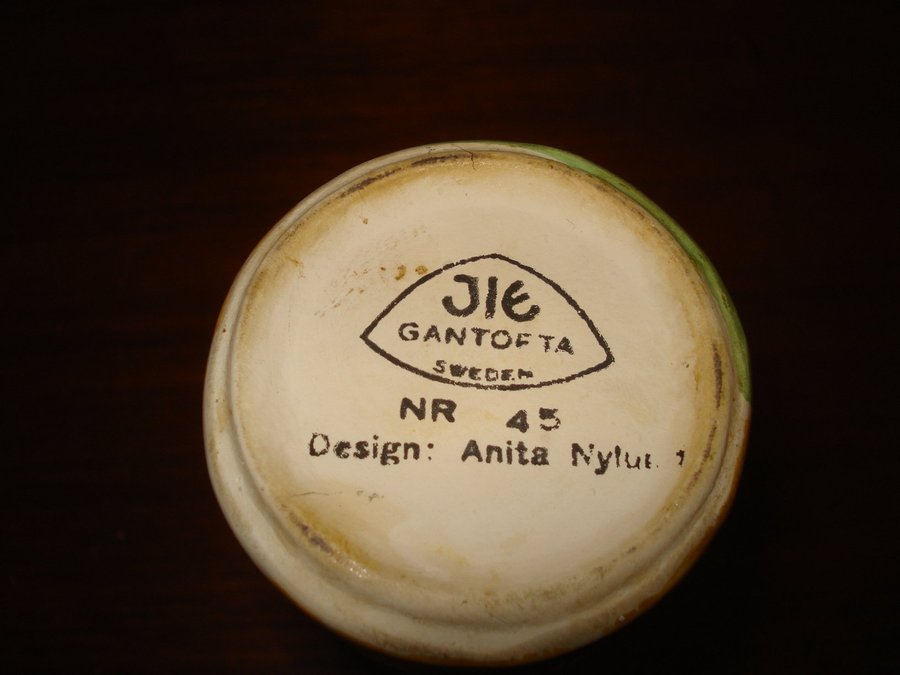 JIE
GANTOFTA
SWEDEN
NR 45
Design: Anita